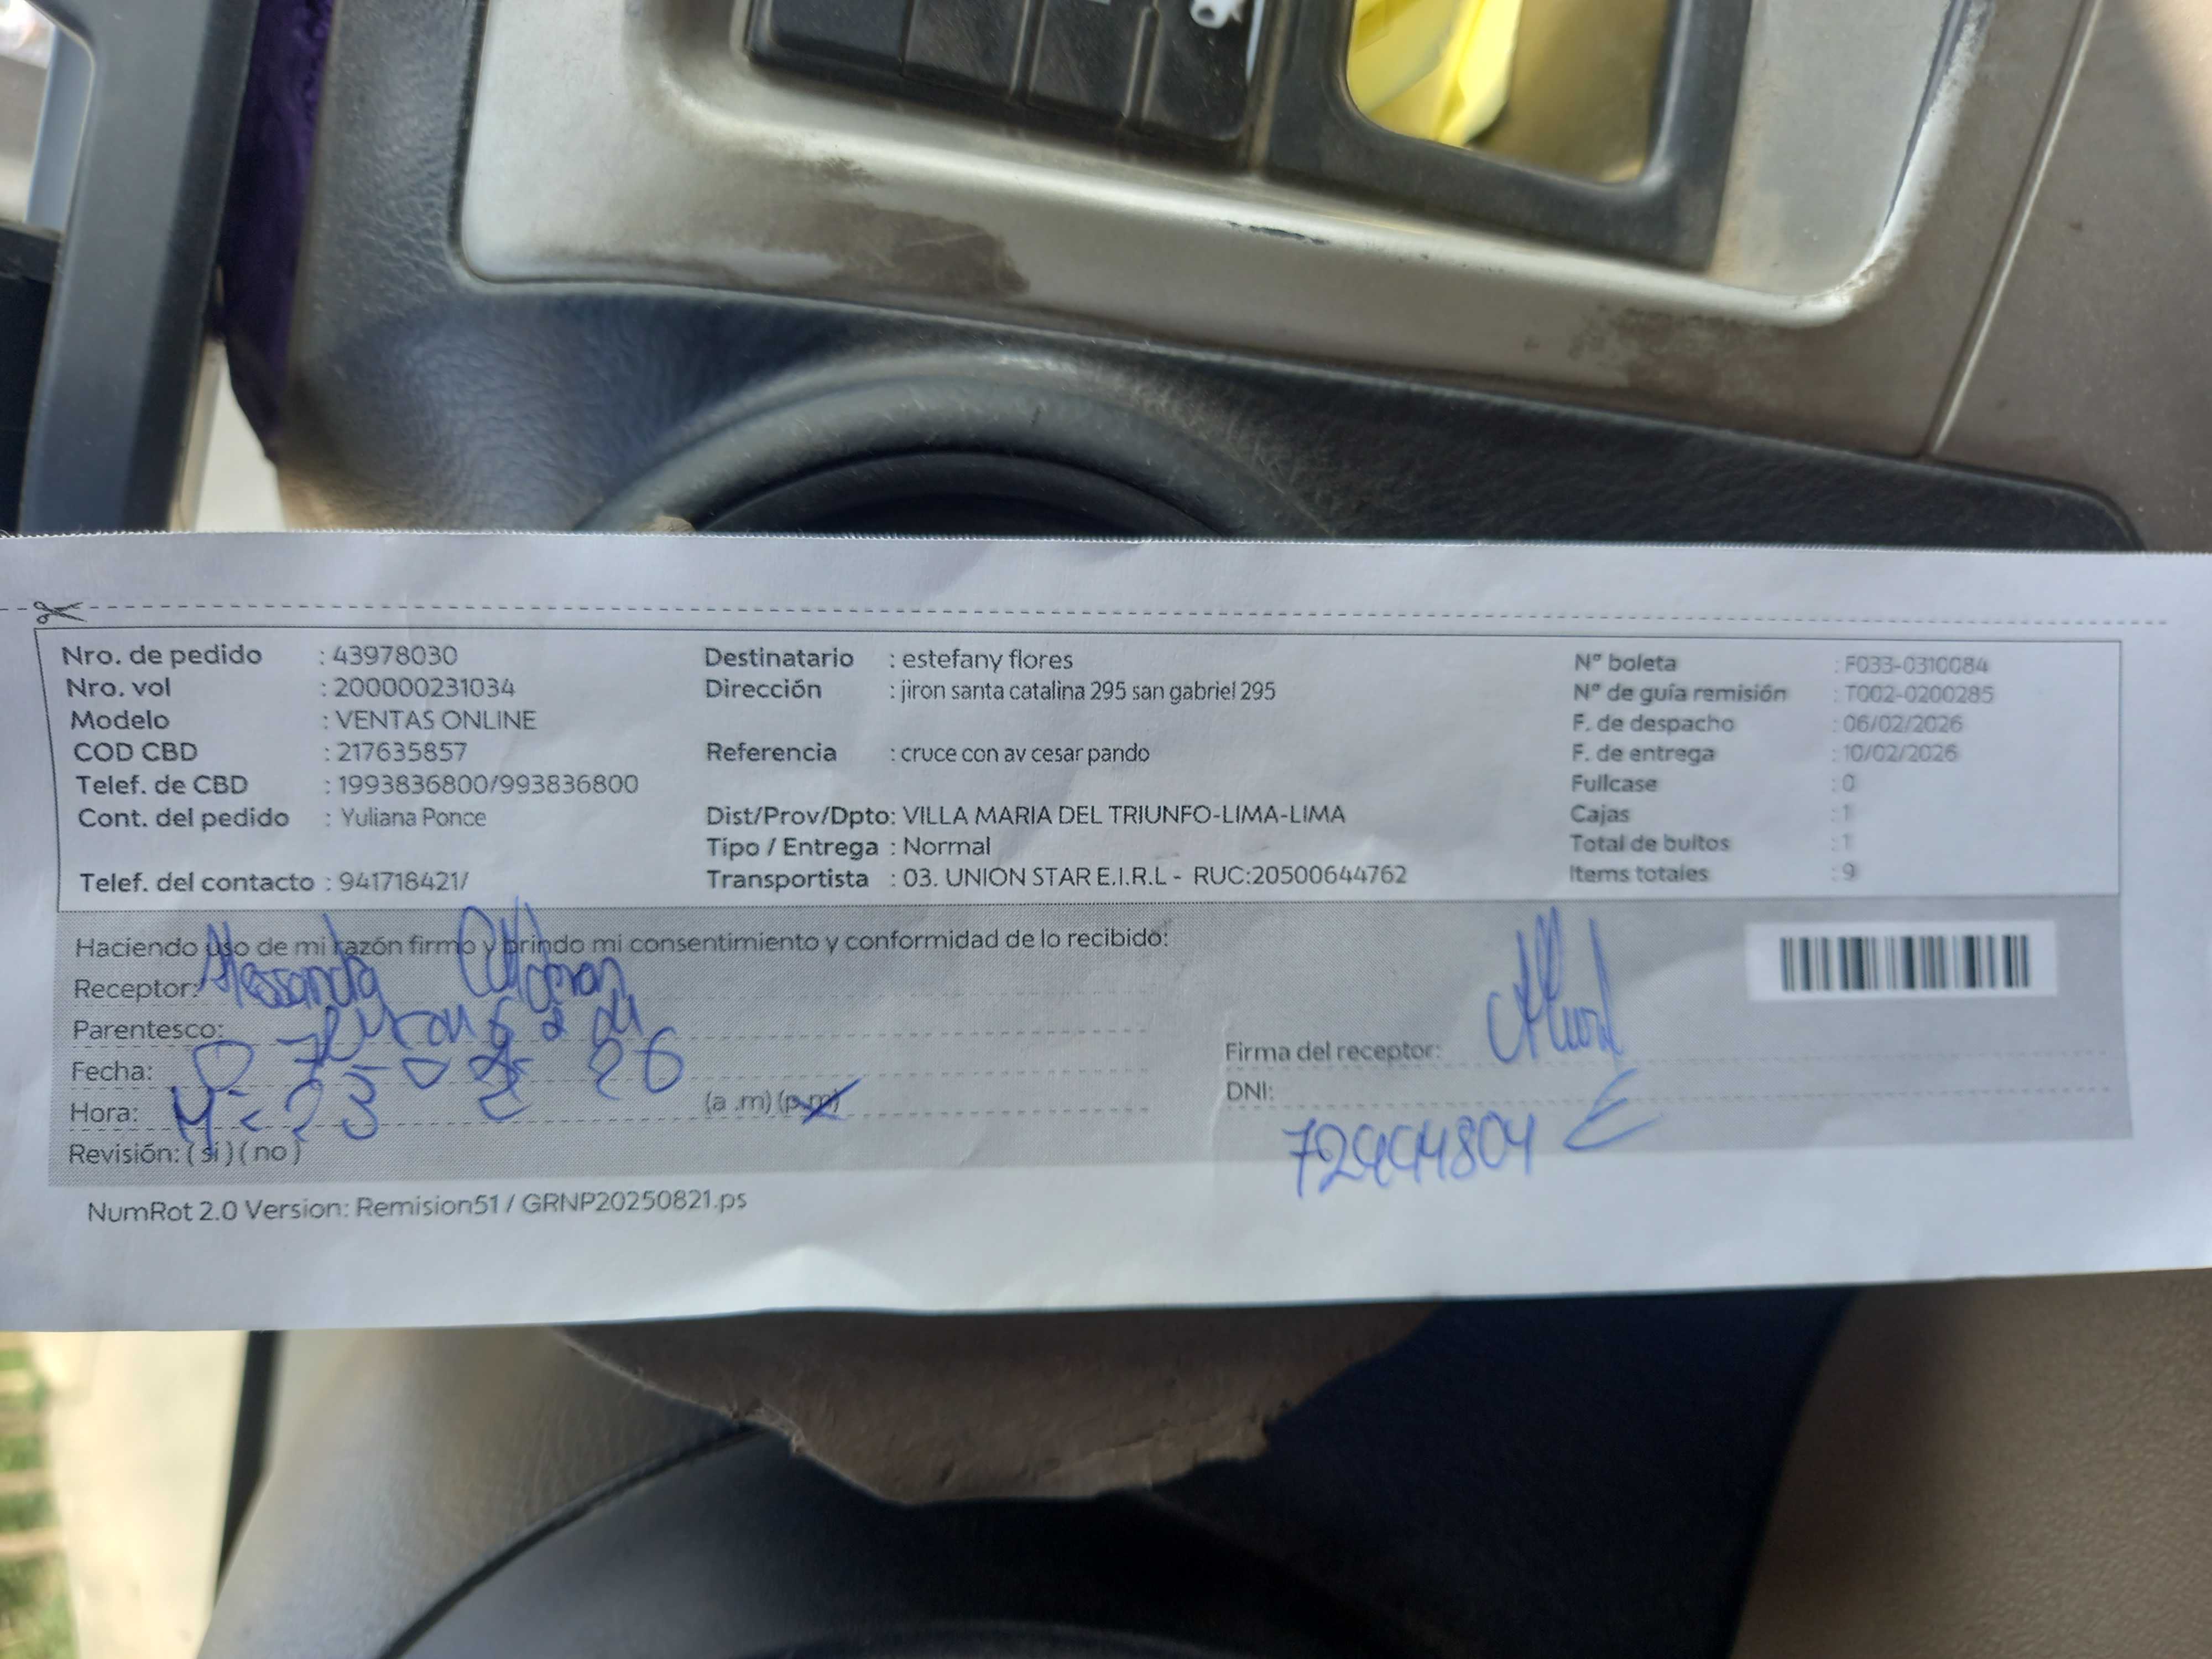 Nro. de pedido : 43978030
Nro. vol : 200000231034
Modelo : VENTAS ONLINE
COD CBD : 217635857
Telef. de CBD : 1993836800/993836800
Cont. del pedido : Yuliana Ponce
Telef. del contacto : 941718421/
Destinatario : estefany flores
Dirección : jiron santa catalina 295 san gabriel 295
Referencia : cruce con av cesar pando
Dist/Prov/Dpto: VILLA MARIA DEL TRIUNFO-LIMA-LIMA
Tipo / Entrega : Normal
Transportista : 03. UNION STAR E.I.R.L - RUC:20500644762
N° boleta : F033-0310084
N° de guía remisión : T002-0200285
F. de despacho : 06/02/2026
F. de entrega : 10/02/2026
Fullcase : 0
Cajas : 1
Total de bultos : 1
Items totales : 9
Haciendo uso de mi razón firmo y brindo mi consentimiento y conformidad de lo recibido:
Receptor: Alessandra
Parentesco:
Fecha:
Hora: (a .m) (p.m)
Revisión: ( si ) ( no )
Firma del receptor:
DNI:
NumRot 2.0 Version: Remision51 / GRNP20250821.ps